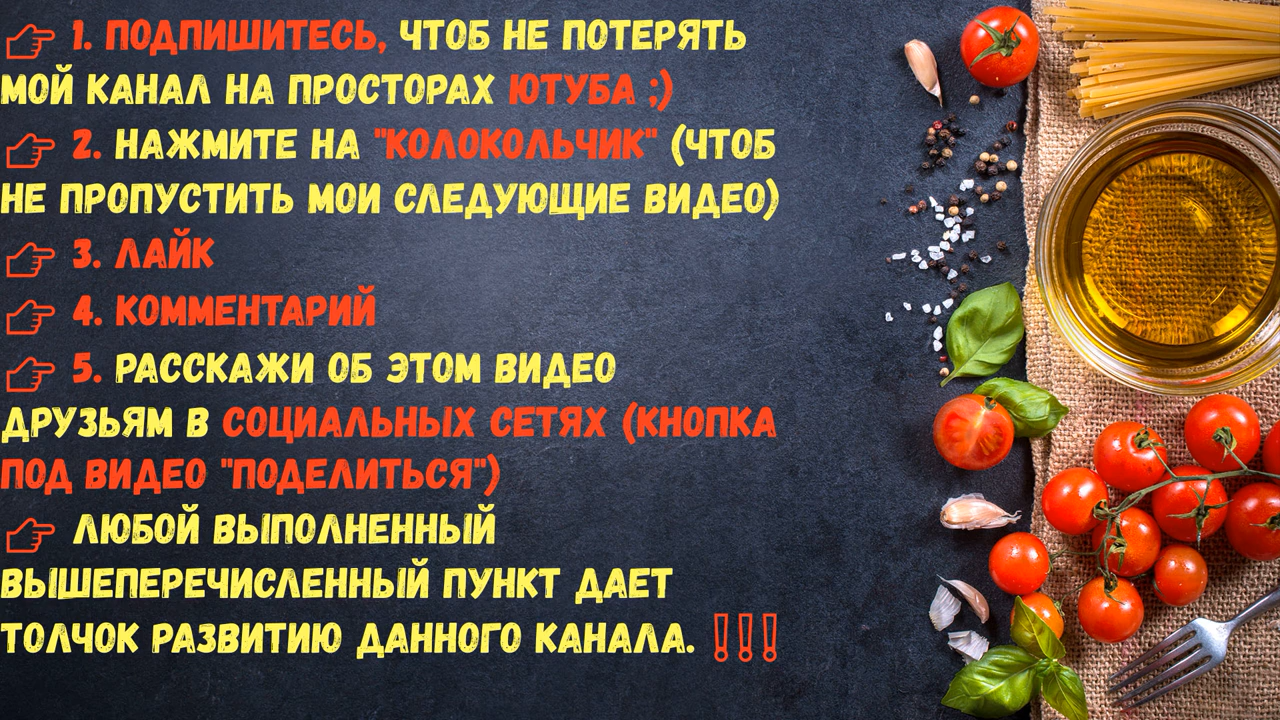 👉 1. ПОДПИШИТЕСЬ, ЧТОБ НЕ ПОТЕРЯТЬ
МОЙ КАНАЛ НА ПРОСТОРАХ ЮТУБА ;)
👉 2. НАЖМИТЕ НА "КОЛОКОЛЬЧИК" (ЧТОБ
НЕ ПРОПУСТИТЬ МОИ СЛЕДУЮЩИЕ ВИДЕО)
👉 3. ЛАЙК
👉 4. КОММЕНТАРИЙ
👉 5. РАССКАЖИ ОБ ЭТОМ ВИДЕО
ДРУЗЬЯМ В СОЦИАЛЬНЫХ СЕТЯХ (КНОПКА
ПОД ВИДЕО "ПОДЕЛИТЬСЯ")
👉 ЛЮБОЙ ВЫПОЛНЕННЫЙ
ВЫШЕПЕРЕЧИСЛЕННЫЙ ПУНКТ ДАЕТ
ТОЛЧОК РАЗВИТИЮ ДАННОГО КАНАЛА. ❗❗❗